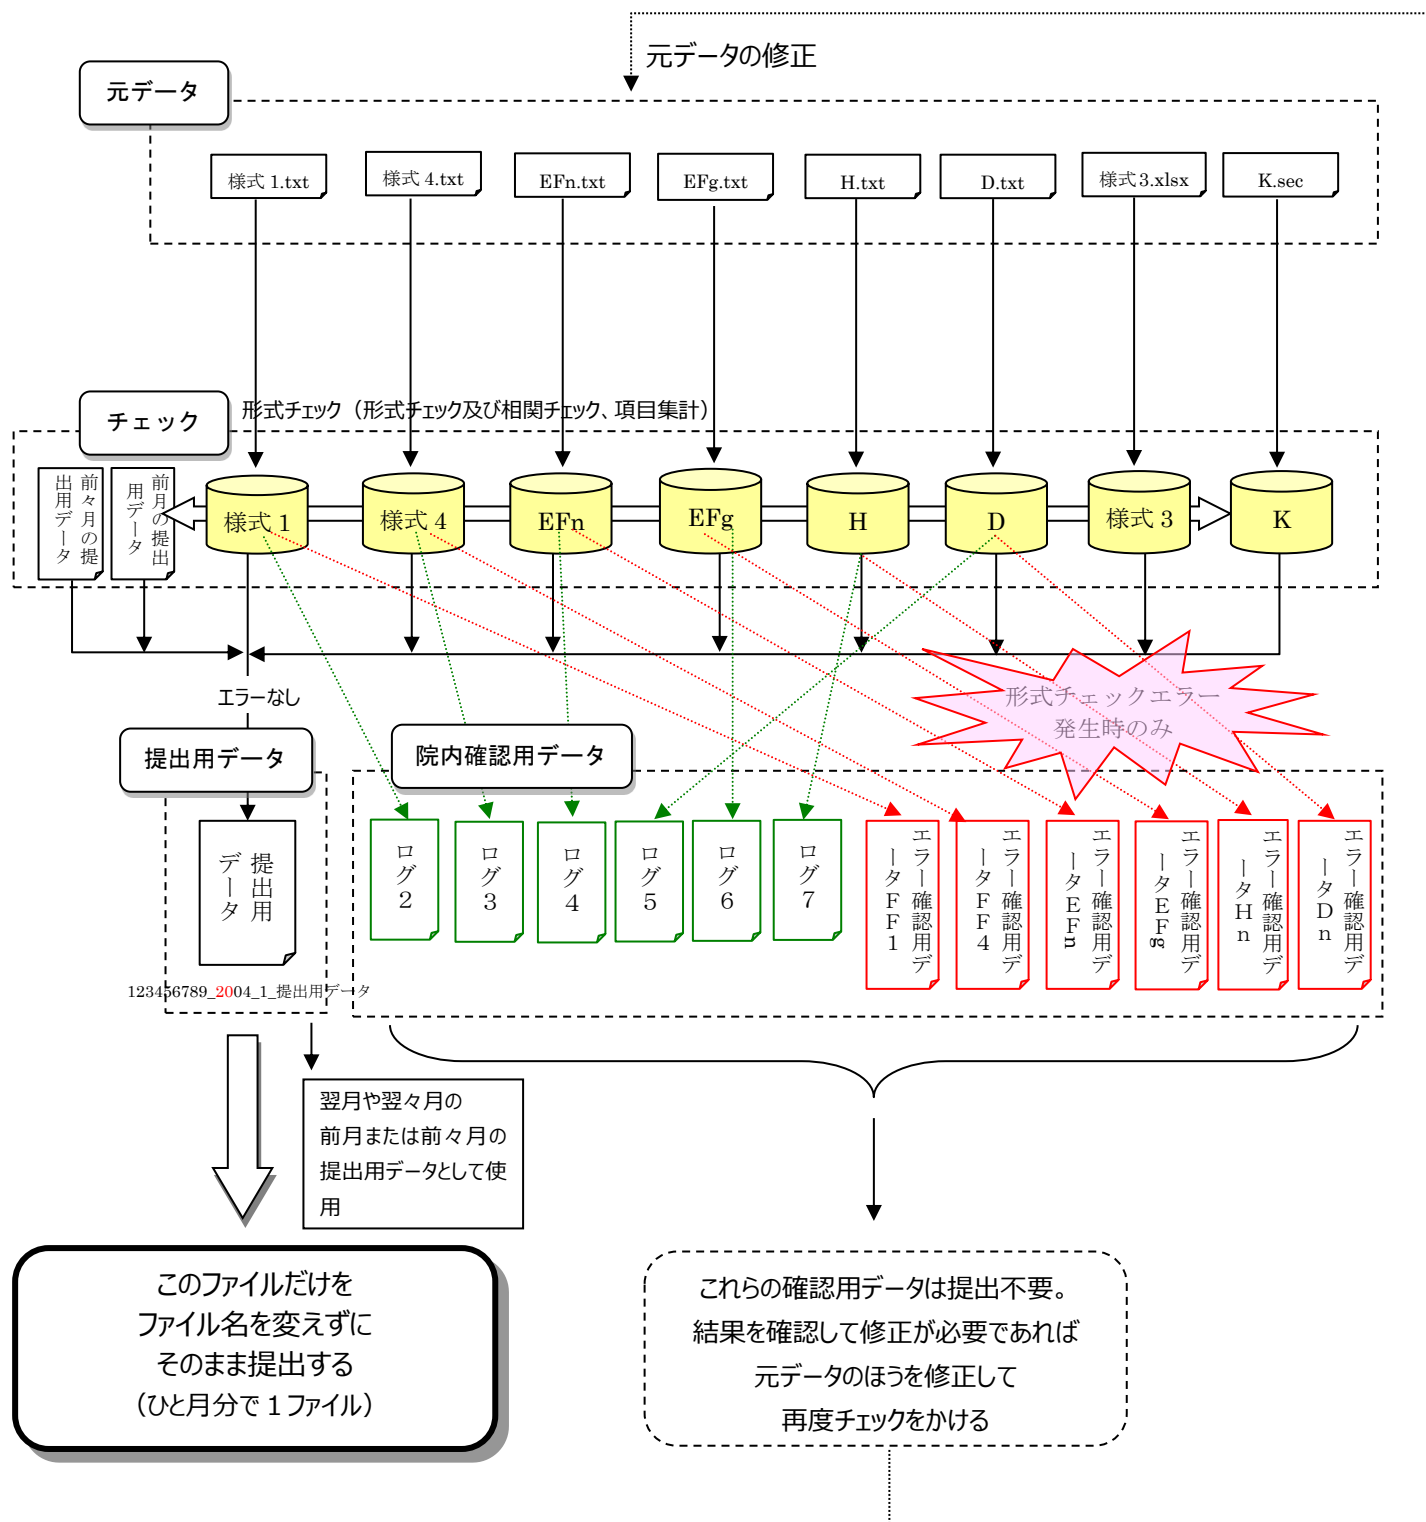 元データの修正
元データ
様式 1.txt
様式 4.txt
EFn.txt
EFg.txt
H.txt
D.txt
様式 3.xlsx
K.sec
チェック
形式チェック（形式チェック及び相関チェック、項目集計）
前々月の提
出用データ
前月の提出
用データ
様式 1
様式 4
EFn
EFg
H
D
様式 3
K
エラーなし
形式チェックエラー
発生時のみ
提出用データ
院内確認用データ
提出用
データ
ログ２
ログ３
ログ４
ログ５
ログ６
ログ７
エラー確認用デ
ータＦＦ１
エラー確認用デ
ータＦＦ４
エラー確認用デ
ータＥＦn
エラー確認用デ
ータＥＦg
エラー確認用デ
ータＨｎ
エラー確認用デ
ータＤｎ
123456789_2004_1_提出用データ
翌月や翌々月の
前月または前々月の
提出用データとして使
用
このファイルだけを
ファイル名を変えずに
そのまま提出する
（ひと月分で１ファイル）
これらの確認用データは提出不要。
結果を確認して修正が必要であれば
元データのほうを修正して
再度チェックをかける